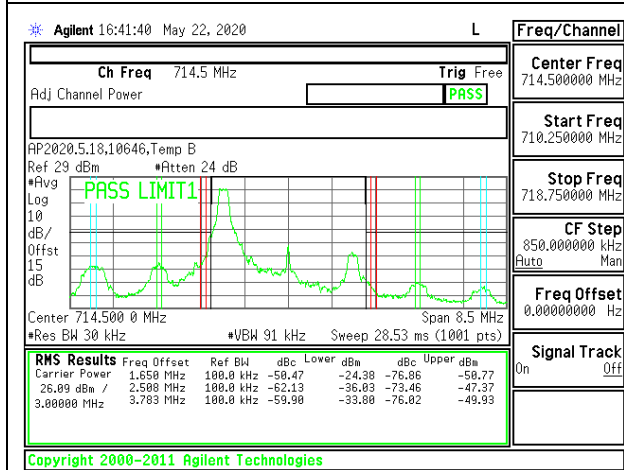 Agilent 16:41:40 May 22, 2020 L
Freq/Channel
Ch Freq 714.5 MHz Trig Free
Adj Channel Power PASS
AP2020.5.18,10646,Temp B
Ref 29 dBm #Atten 24 dB
#Avg
Log
10
dB/
Offst
15
dB
PASS LIMIT1
Center 714.500 0 MHz Span 8.5 MHz
#Res BW 30 kHz #VBW 91 kHz Sweep 28.53 ms (1001 pts)
RMS Results Freq Offset Ref BW dBc Lower dBm dBc Upper dBm
Carrier Power 1.650 MHz 100.0 kHz -50.47 -24.38 -76.86 -50.77
26.09 dBm / 2.508 MHz 100.0 kHz -62.13 -36.03 -73.46 -47.37
3.00000 MHz 3.783 MHz 100.0 kHz -59.90 -33.80 -76.02 -49.93
Copyright 2000-2011 Agilent Technologies
Center Freq
714.500000 MHz
Start Freq
710.250000 MHz
Stop Freq
718.750000 MHz
CF Step
850.000000 kHz
Auto Man
Freq Offset
0.00000000 Hz
Signal Track
On Off